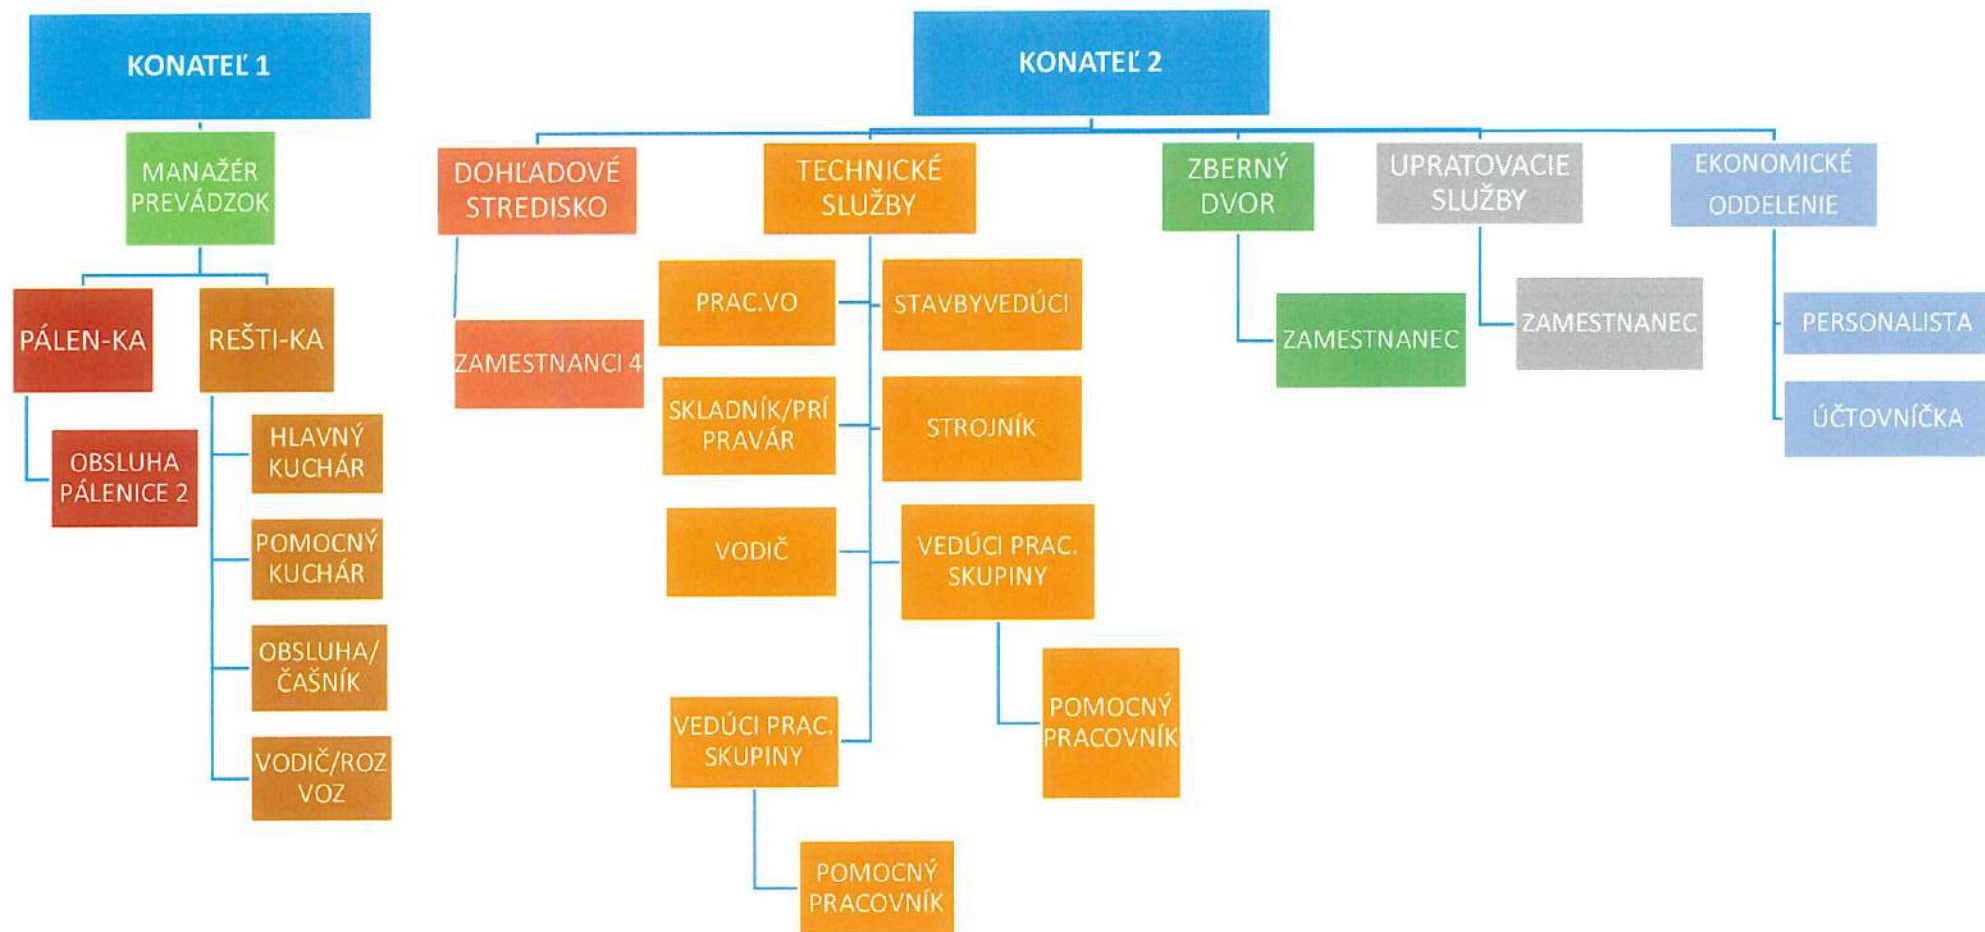 KONATEĽ 1
MANAŽÉR
PREVÁDZOK
PÁLEN-KA
OBSLUHA
PÁLENICE 2
REŠTI-KA
HLAVNÝ
KUCHÁR
POMOCNÝ
KUCHÁR
OBSLUHA/
ČAŠNÍK
VODIČ/ROZ
VOZ
KONATEĽ 2
DOHĽADOVÉ
STREDISKO
ZAMESTNANCI 4
TECHNICKÉ
SLUŽBY
PRAC.VO
STAVBYVEDÚCI
SKLADNÍK/PRÍ
PRAVÁR
STROJNÍK
VODIČ
VEDÚCI PRAC.
SKUPINY
POMOCNÝ
PRACOVNÍK
VEDÚCI PRAC.
SKUPINY
POMOCNÝ
PRACOVNÍK
ZBERNÝ
DVOR
ZAMESTNANEC
UPRATOVACIE
SLUŽBY
ZAMESTNANEC
EKONOMICKÉ
ODDELENIE
PERSONALISTA
ÚČTOVNÍČKA